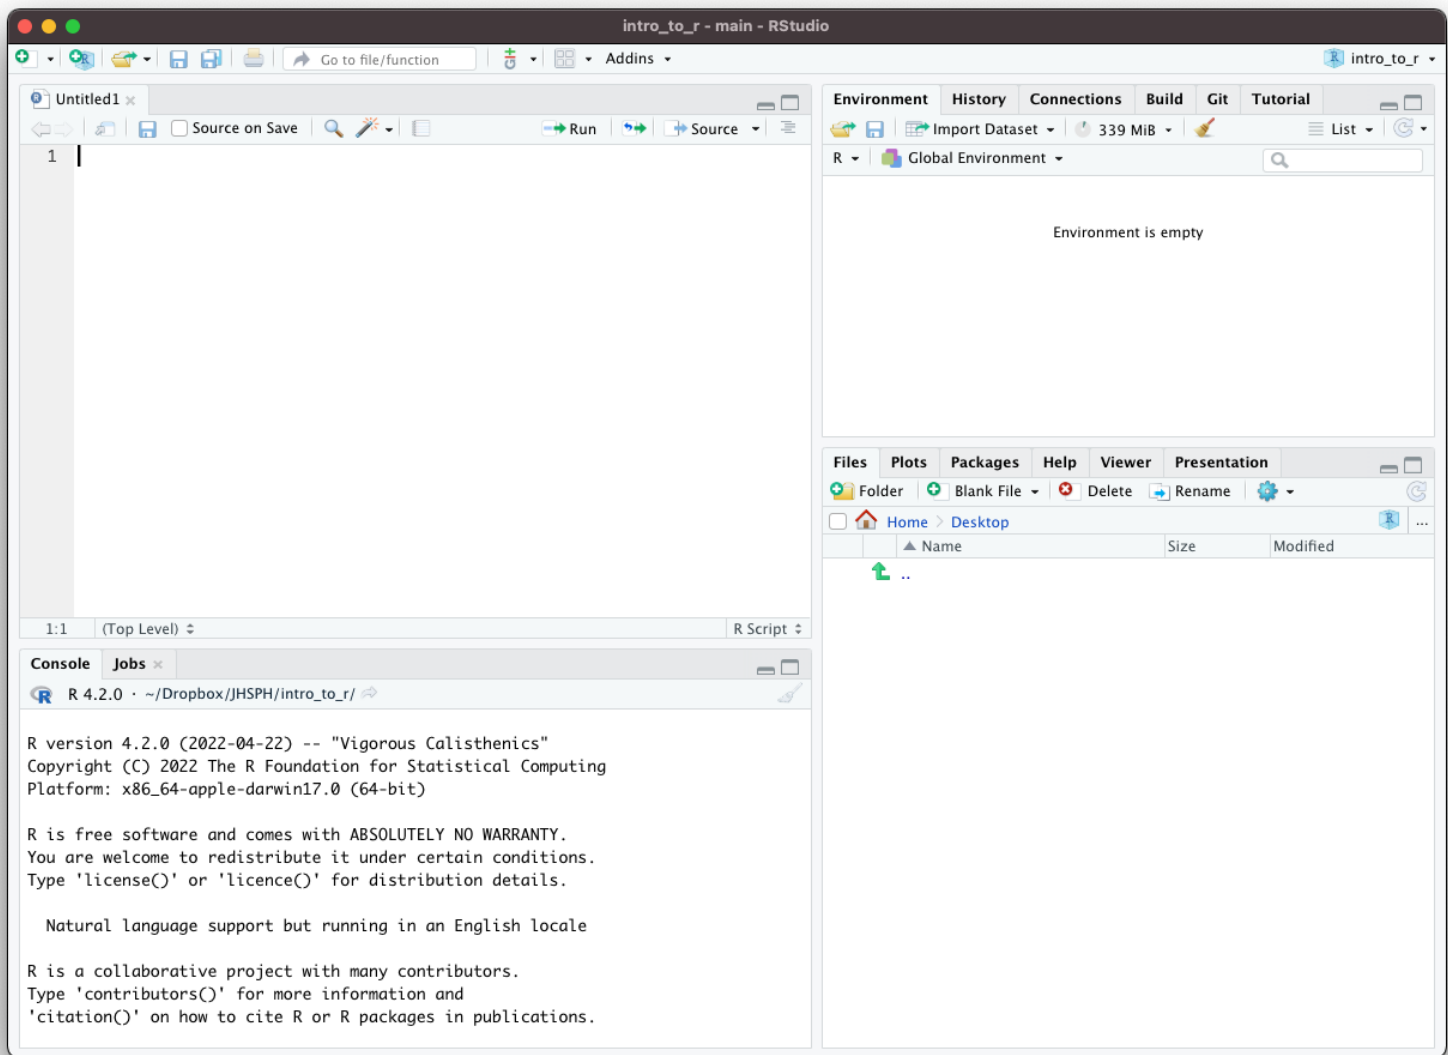 intro_to_r - main - RStudio
Go to file/function
Addins
intro_to_r
Untitled1
Source on Save
Run
Source
1
1:1
(Top Level)
R Script
Console
Jobs
R 4.2.0 · ~/Dropbox/JHSPH/intro_to_r/
R version 4.2.0 (2022-04-22) -- "Vigorous Calisthenics"
Copyright (C) 2022 The R Foundation for Statistical Computing
Platform: x86_64-apple-darwin17.0 (64-bit)
R is free software and comes with ABSOLUTELY NO WARRANTY.
You are welcome to redistribute it under certain conditions.
Type 'license()' or 'licence()' for distribution details.
Natural language support but running in an English locale
R is a collaborative project with many contributors.
Type 'contributors()' for more information and
'citation()' on how to cite R or R packages in publications.
Environment History Connections Build Git Tutorial
Import Dataset 339 MiB List
R Global Environment
Environment is empty
Files Plots Packages Help Viewer Presentation
Folder Blank File Delete Rename
Home Desktop ...
Name Size Modified
..